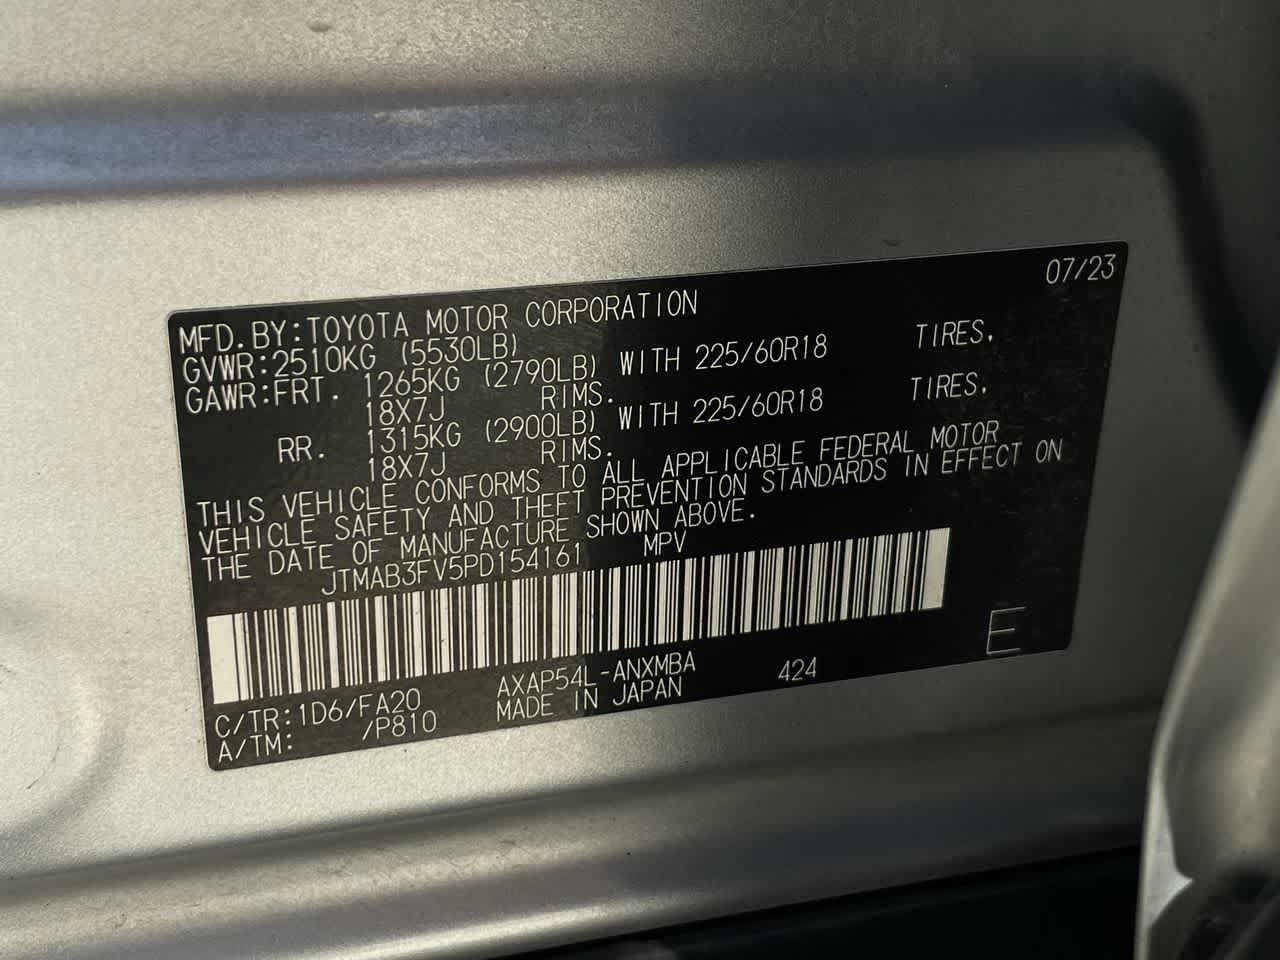 07/23
MFD.BY:TOYOTA MOTOR CORPORATION
GVWR:2510KG (5530LB)
GAWR:FRT. 1265KG (2790LB) WITH 225/60R18 TIRES,
18X7J RIMS.
RR. 1315KG (2900LB) WITH 225/60R18 TIRES,
18X7J RIMS.
THIS VEHICLE CONFORMS TO ALL APPLICABLE FEDERAL MOTOR
VEHICLE SAFETY AND THEFT PREVENTION STANDARDS IN EFFECT ON
THE DATE OF MANUFACTURE SHOWN ABOVE.
JTMAB3FV5PD154161 MPV
E
C/TR:1D6/FA20 AXAP54L-ANXMBA 424
A/TM: /P810 MADE IN JAPAN